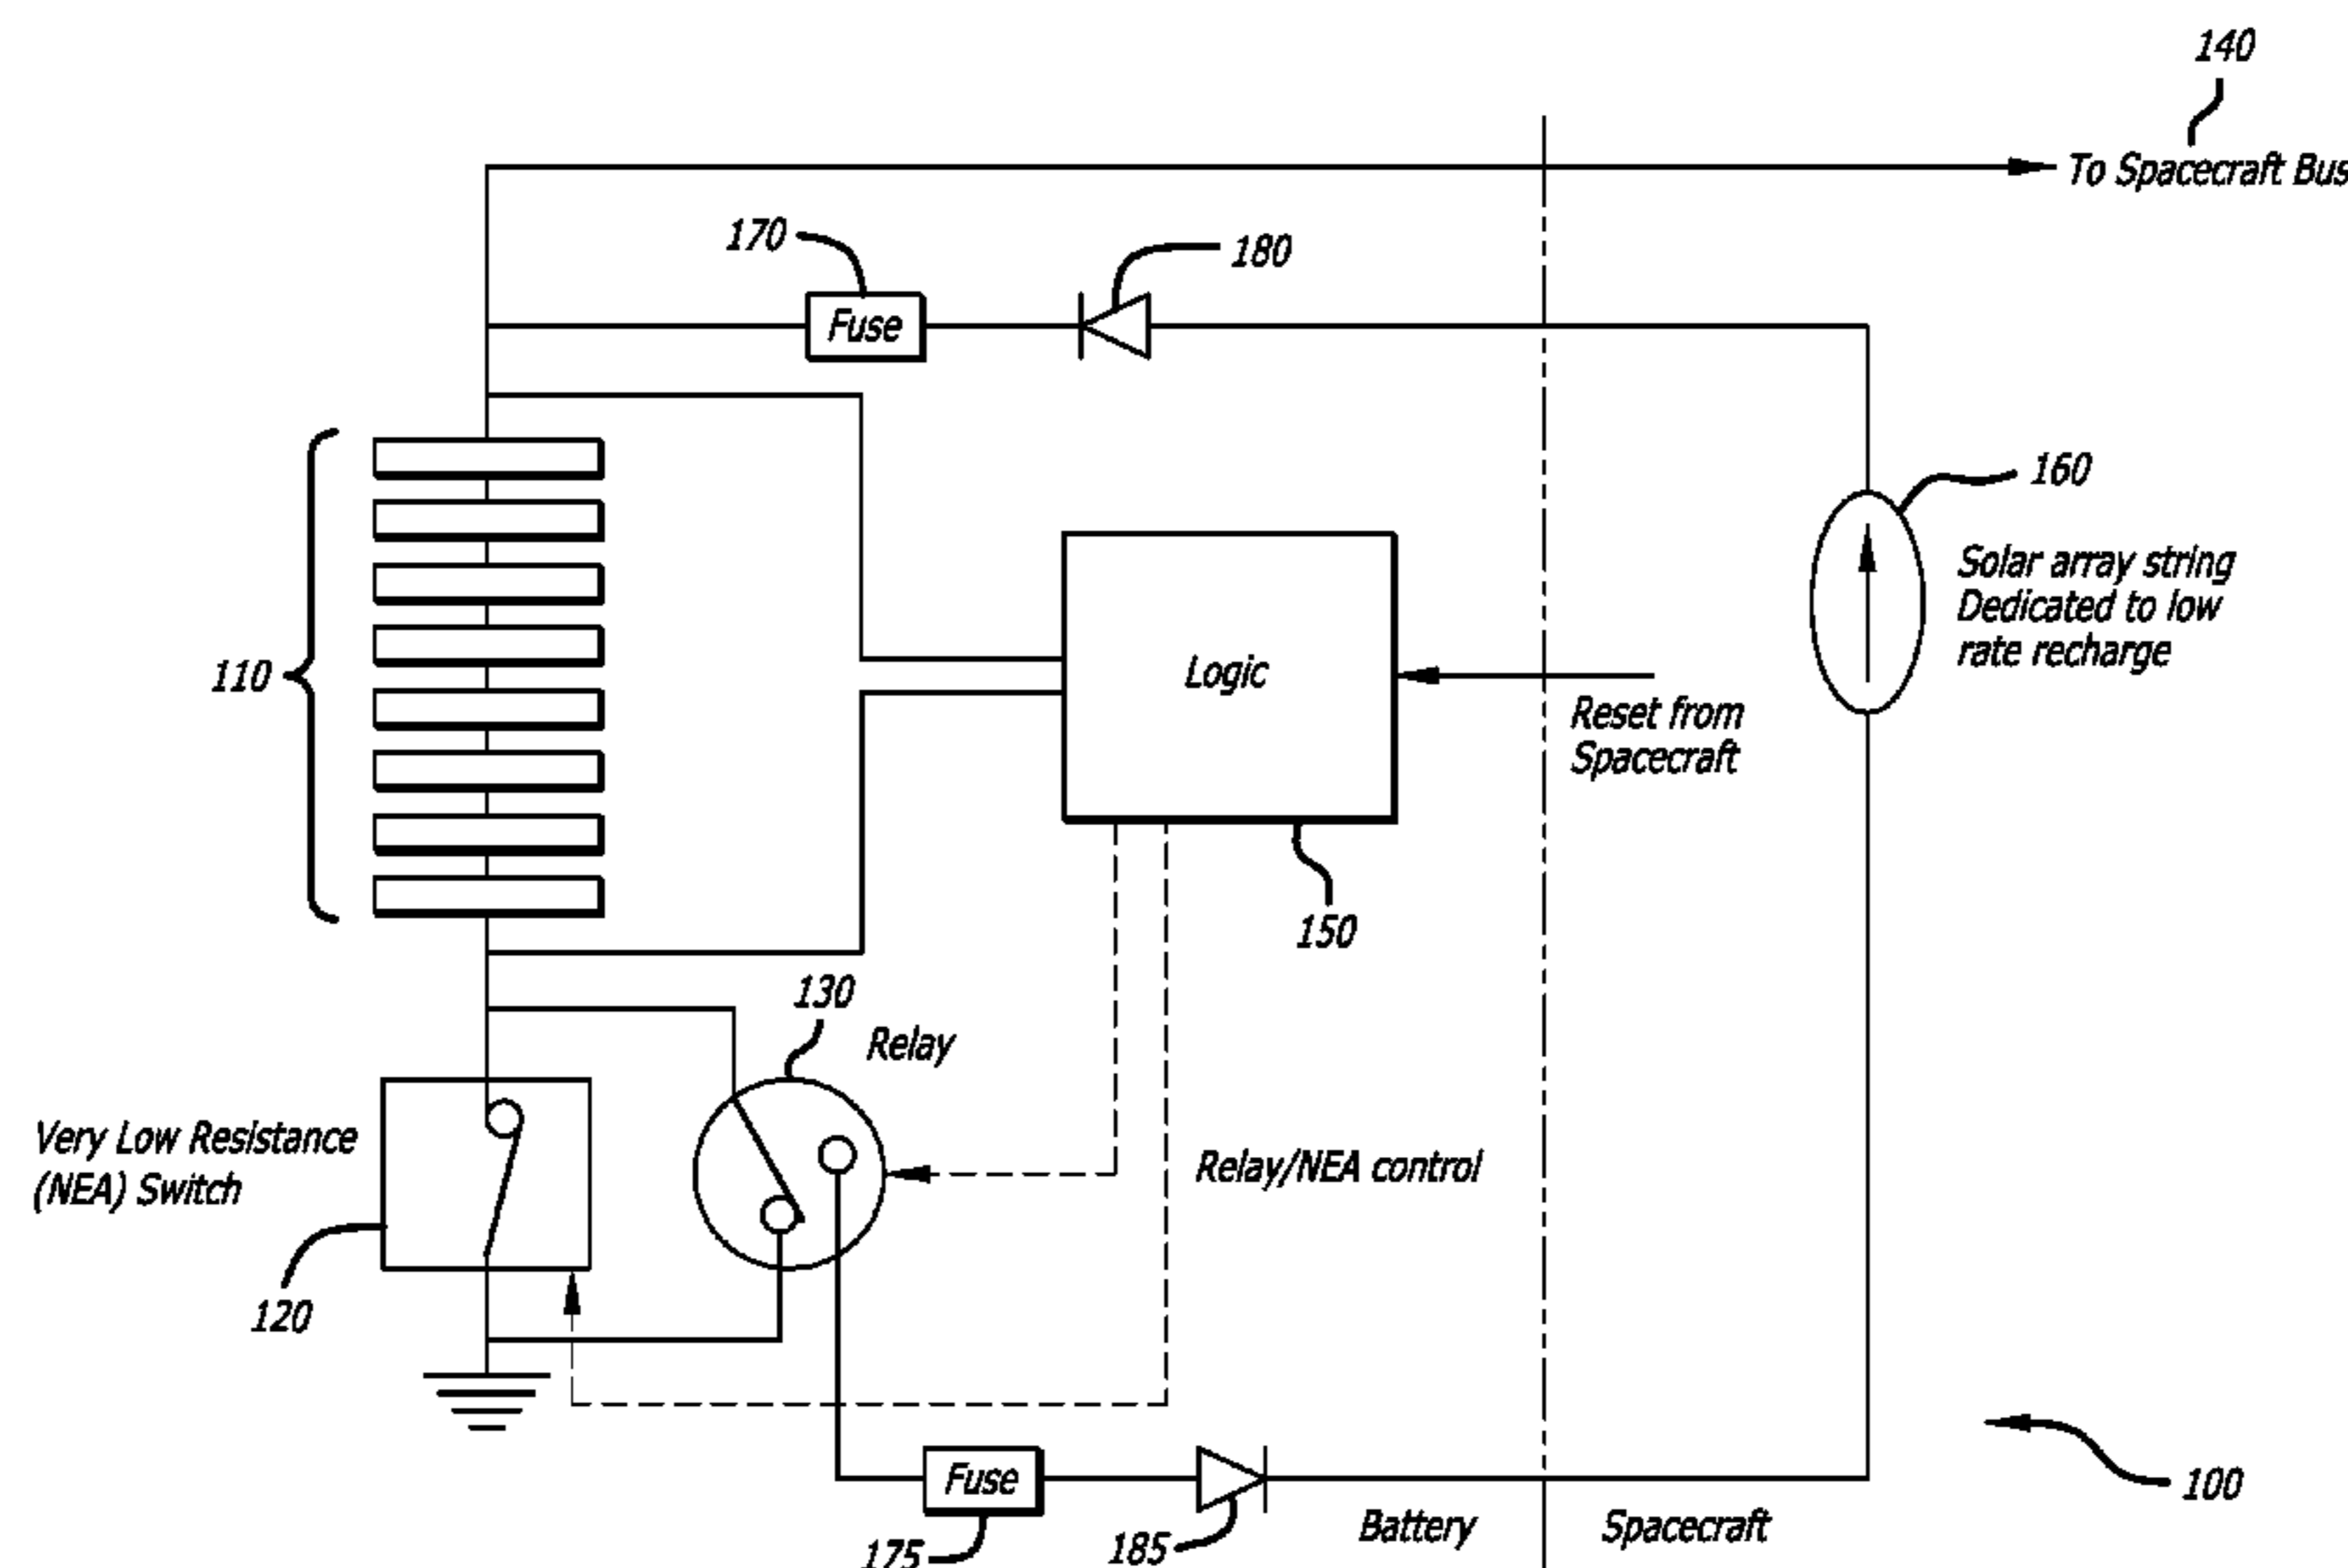 140
To Spacecraft Bus
170
180
Fuse
160
110
Solar array string
Dedicated to low
rate recharge
Logic
Reset from
Spacecraft
150
130
Relay
Very Low Resistance
(NEA) Switch
Relay/NEA control
120
Fuse
175
185
Battery
Spacecraft
100